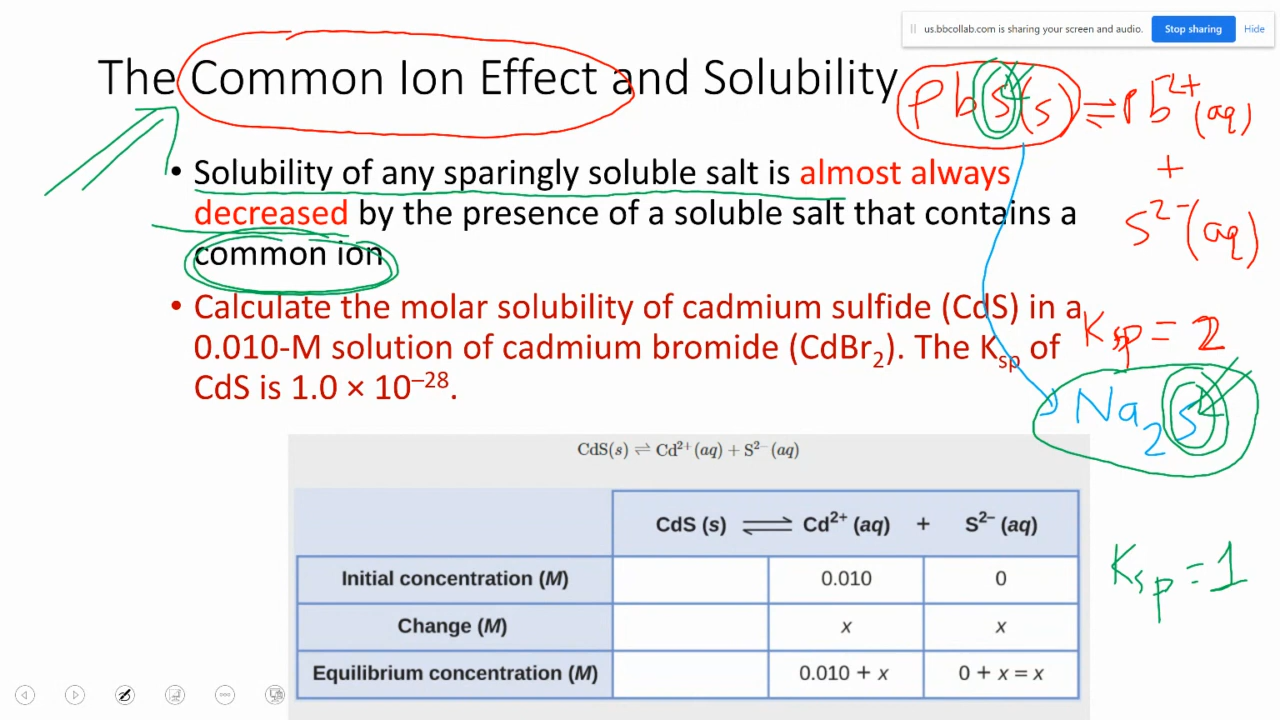 us.bbcollab.com is sharing your screen and audio. Stop sharing Hide
The Common Ion Effect and Solubility
PbS(s) ⇌ Pb²⁺(aq)
+
S²⁻(aq)
• Solubility of any sparingly soluble salt is almost always
decreased by the presence of a soluble salt that contains a
common ion
• Calculate the molar solubility of cadmium sulfide (CdS) in a
0.010-M solution of cadmium bromide (CdBr₂). The Ksp of
CdS is 1.0 × 10⁻²⁸.
Ksp = 2
Na₂S
Ksp = 1
CdS(s) ⇌ Cd²⁺(aq) + S²⁻(aq)
CdS (s) ⇌ Cd²⁺ (aq) + S²⁻ (aq)
Initial concentration (M) 0.010 0
Change (M) x x
Equilibrium concentration (M) 0.010 + x 0 + x = x